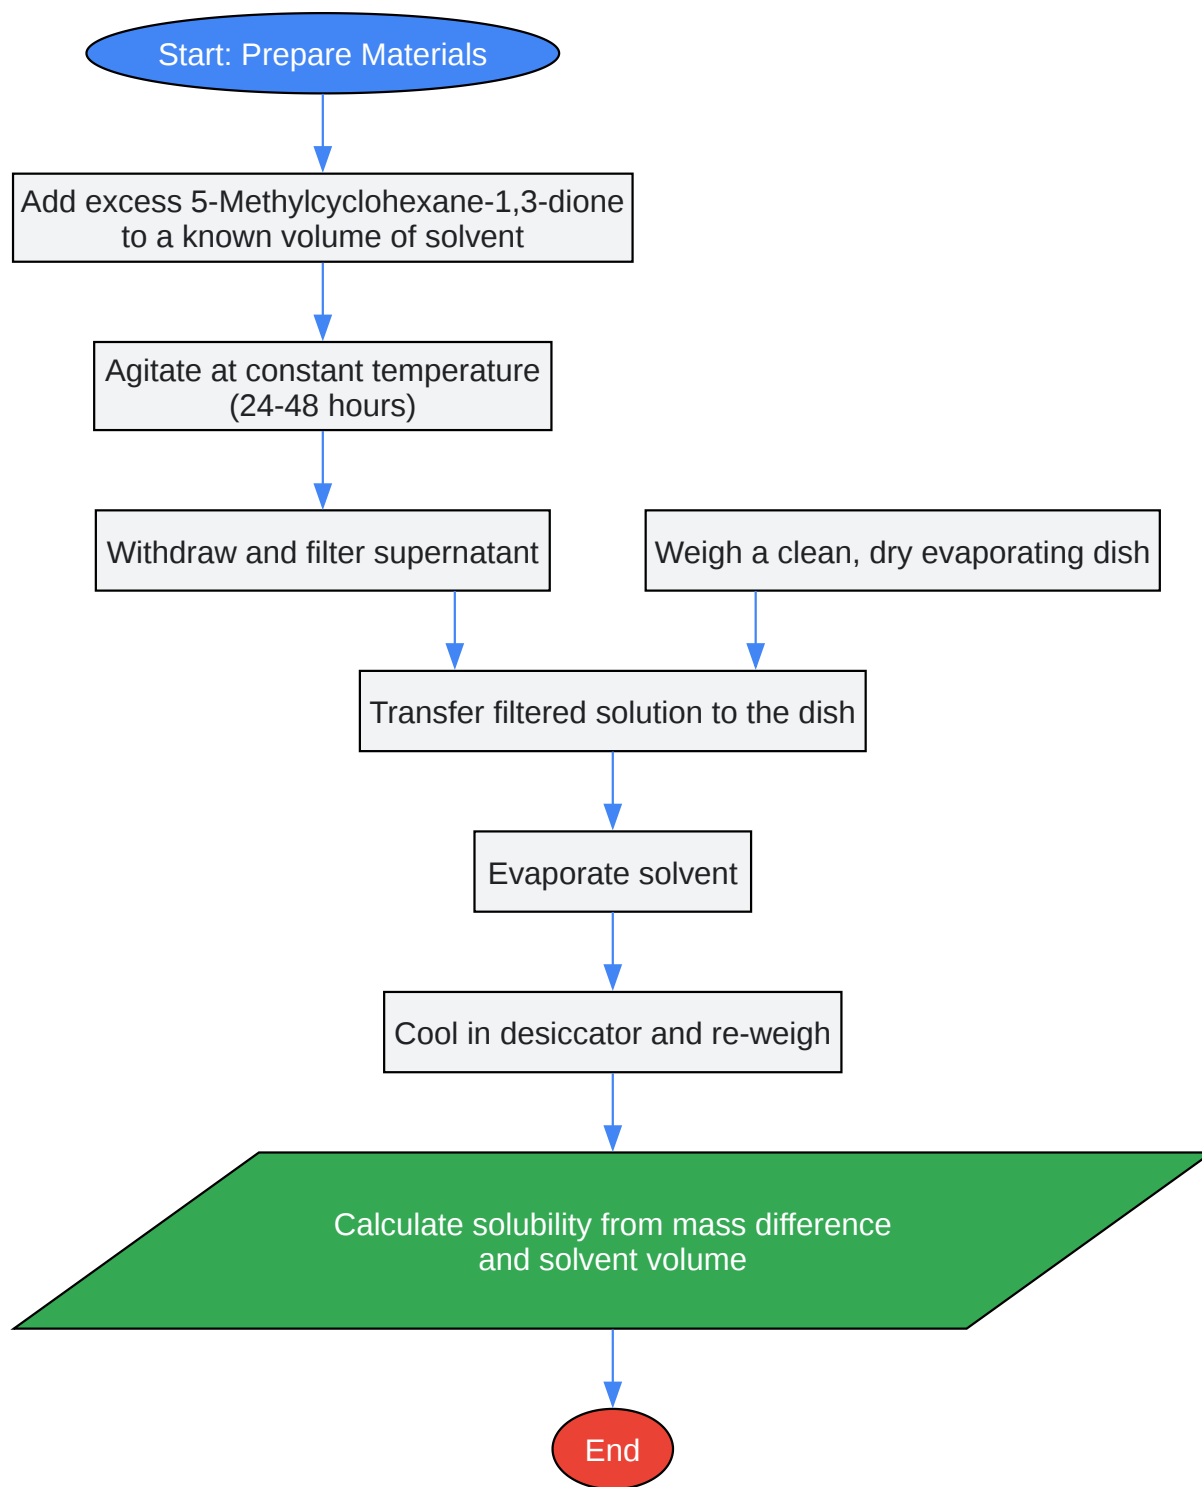 Start: Prepare Materials
Add excess 5-Methylcyclohexane-1,3-dione
to a known volume of solvent
Agitate at constant temperature
(24-48 hours)
Withdraw and filter supernatant
Weigh a clean, dry evaporating dish
Transfer filtered solution to the dish
Evaporate solvent
Cool in desiccator and re-weigh
Calculate solubility from mass difference
and solvent volume
End